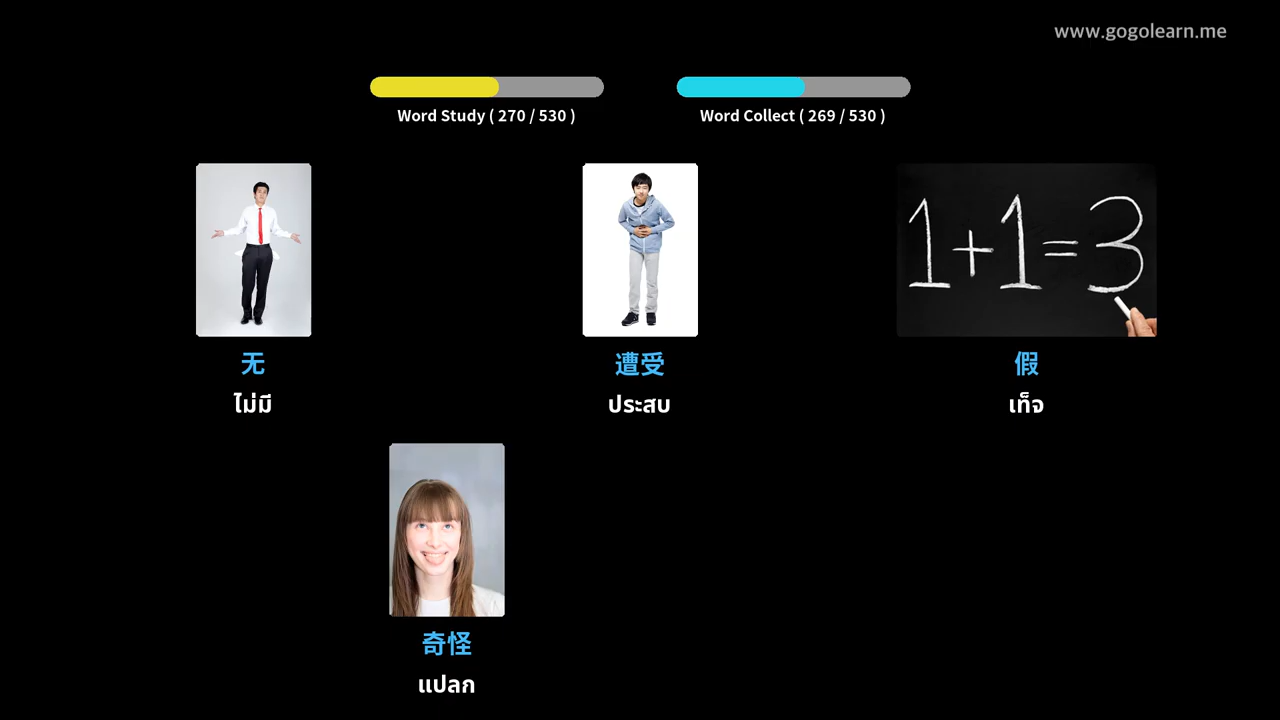 www.gogolearn.me
Word Study ( 270 / 530 )
Word Collect ( 269 / 530 )
1+1=3
无
ไม่มี
遭受
ประสบ
假
เท็จ
奇怪
แปลก